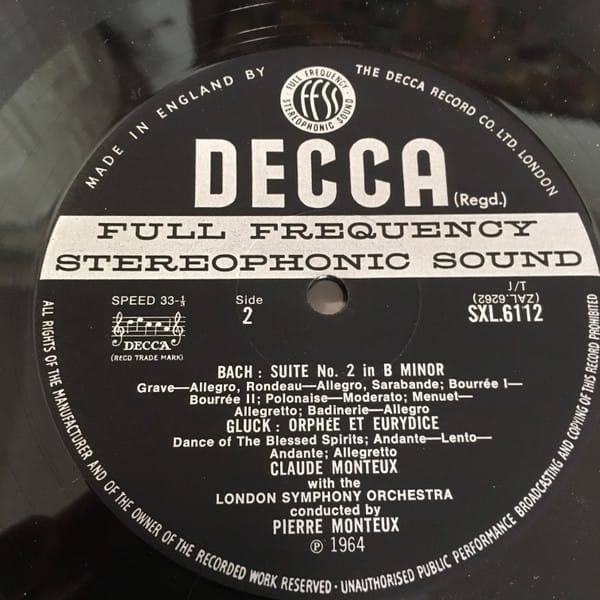 MADE IN ENGLAND BY
FULL FREQUENCY
FFSS
STEREOPHONIC SOUND
THE DECCA RECORD CO. LTD. LONDON
DECCA (Regd.)
FULL FREQUENCY
STEREOPHONIC SOUND
1/ſ
(ZAL.6262)
SPEED 33-⅓
Side
2
SXL.6112
DECCA
(REGD TRADE MARK)
BACH : SUITE No. 2 in B MINOR
Grave—Allegro, Rondeau—Allegro, Sarabande; Bourrée I—
Bourrée II; Polonaise—Moderato; Menuet—
Allegretto; Badinerie—Allegro
GLUCK : ORPHÉE ET EURYDICE
Dance of The Blessed Spirits; Andante—Lento—
Andante; Allegretto
CLAUDE MONTEUX
with the
LONDON SYMPHONY ORCHESTRA
conducted by
PIERRE MONTEUX
℗ 1964
ALL RIGHTS OF THE MANUFACTURER AND OF THE OWNER OF THE RECORDED WORK RESERVED · UNAUTHORISED PUBLIC PERFORMANCE BROADCASTING AND COPYING OF THIS RECORD PROHIBITED